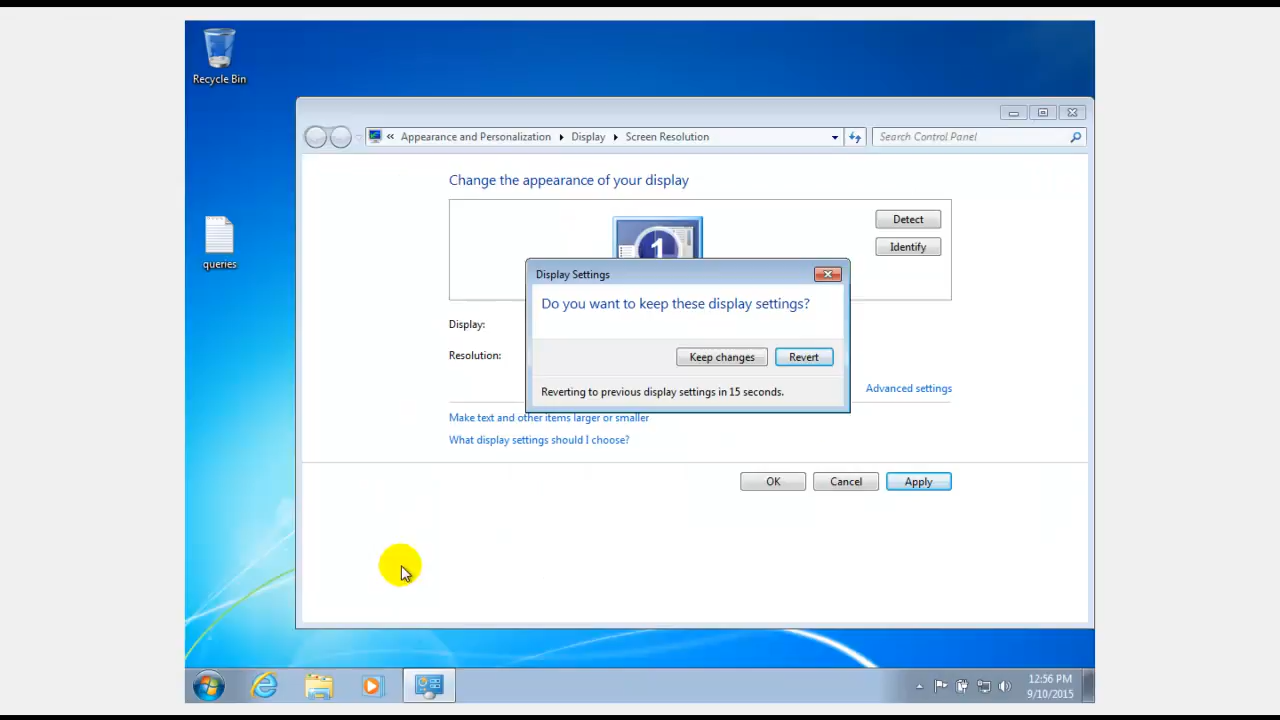 Recycle Bin
« Appearance and Personalization Display Screen Resolution
Search Control Panel
Change the appearance of your display
1
Detect
Identify
queries
Display Settings
Do you want to keep these display settings?
Display:
Resolution:
Keep changes Revert
Advanced settings
Reverting to previous display settings in 15 seconds.
Make text and other items larger or smaller
What display settings should I choose?
OK Cancel Apply
12:56 PM
9/10/2015